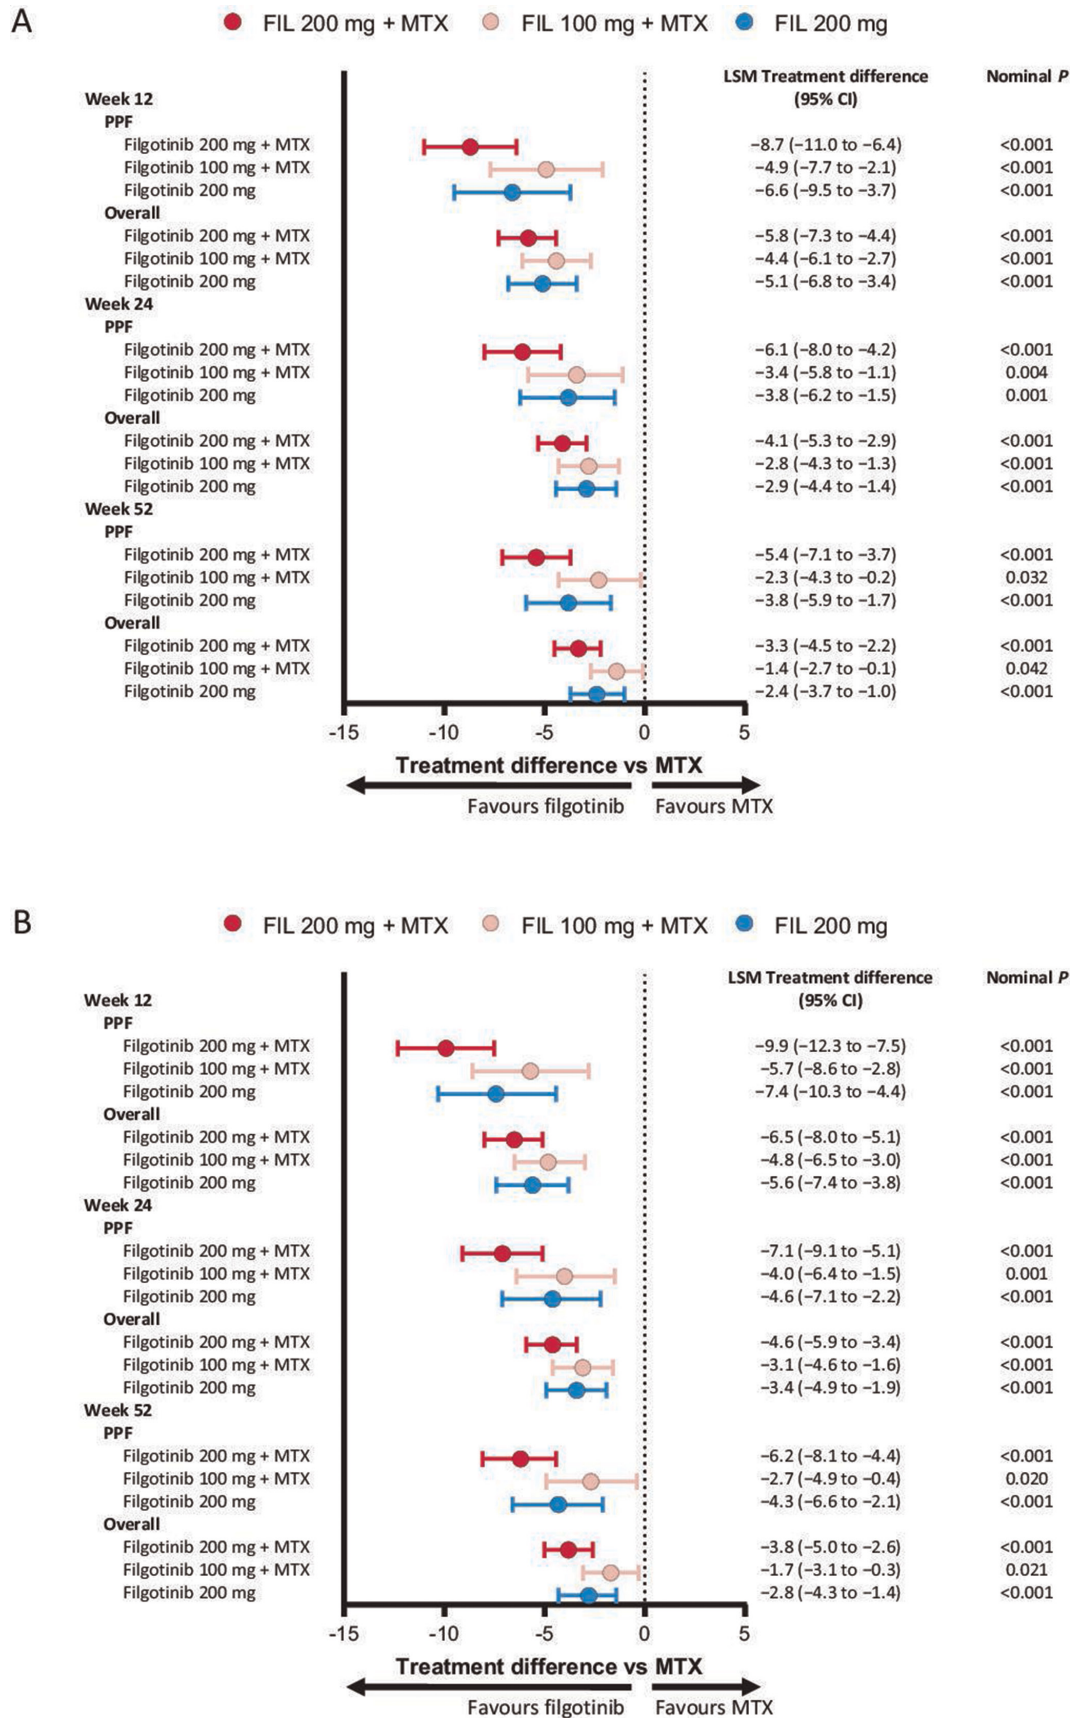 A
FIL 200 mg + MTX FIL 100 mg + MTX FIL 200 mg
LSM Treatment difference Nominal P
(95% CI)
Week 12
PPF
Filgotinib 200 mg + MTX −8.7 (−11.0 to −6.4) <0.001
Filgotinib 100 mg + MTX −4.9 (−7.7 to −2.1) <0.001
Filgotinib 200 mg −6.6 (−9.5 to −3.7) <0.001
Overall
Filgotinib 200 mg + MTX −5.8 (−7.3 to −4.4) <0.001
Filgotinib 100 mg + MTX −4.4 (−6.1 to −2.7) <0.001
Filgotinib 200 mg −5.1 (−6.8 to −3.4) <0.001
Week 24
PPF
Filgotinib 200 mg + MTX −6.1 (−8.0 to −4.2) <0.001
Filgotinib 100 mg + MTX −3.4 (−5.8 to −1.1) 0.004
Filgotinib 200 mg −3.8 (−6.2 to −1.5) 0.001
Overall
Filgotinib 200 mg + MTX −4.1 (−5.3 to −2.9) <0.001
Filgotinib 100 mg + MTX −2.8 (−4.3 to −1.3) <0.001
Filgotinib 200 mg −2.9 (−4.4 to −1.4) <0.001
Week 52
PPF
Filgotinib 200 mg + MTX −5.4 (−7.1 to −3.7) <0.001
Filgotinib 100 mg + MTX −2.3 (−4.3 to −0.2) 0.032
Filgotinib 200 mg −3.8 (−5.9 to −1.7) <0.001
Overall
Filgotinib 200 mg + MTX −3.3 (−4.5 to −2.2) <0.001
Filgotinib 100 mg + MTX −1.4 (−2.7 to −0.1) 0.042
Filgotinib 200 mg −2.4 (−3.7 to −1.0) <0.001
-15 -10 -5 0 5
Treatment difference vs MTX
Favours filgotinib Favours MTX
B
FIL 200 mg + MTX FIL 100 mg + MTX FIL 200 mg
LSM Treatment difference Nominal P
(95% CI)
Week 12
PPF
Filgotinib 200 mg + MTX −9.9 (−12.3 to −7.5) <0.001
Filgotinib 100 mg + MTX −5.7 (−8.6 to −2.8) <0.001
Filgotinib 200 mg −7.4 (−10.3 to −4.4) <0.001
Overall
Filgotinib 200 mg + MTX −6.5 (−8.0 to −5.1) <0.001
Filgotinib 100 mg + MTX −4.8 (−6.5 to −3.0) <0.001
Filgotinib 200 mg −5.6 (−7.4 to −3.8) <0.001
Week 24
PPF
Filgotinib 200 mg + MTX −7.1 (−9.1 to −5.1) <0.001
Filgotinib 100 mg + MTX −4.0 (−6.4 to −1.5) 0.001
Filgotinib 200 mg −4.6 (−7.1 to −2.2) <0.001
Overall
Filgotinib 200 mg + MTX −4.6 (−5.9 to −3.4) <0.001
Filgotinib 100 mg + MTX −3.1 (−4.6 to −1.6) <0.001
Filgotinib 200 mg −3.4 (−4.9 to −1.9) <0.001
Week 52
PPF
Filgotinib 200 mg + MTX −6.2 (−8.1 to −4.4) <0.001
Filgotinib 100 mg + MTX −2.7 (−4.9 to −0.4) 0.020
Filgotinib 200 mg −4.3 (−6.6 to −2.1) <0.001
Overall
Filgotinib 200 mg + MTX −3.8 (−5.0 to −2.6) <0.001
Filgotinib 100 mg + MTX −1.7 (−3.1 to −0.3) 0.021
Filgotinib 200 mg −2.8 (−4.3 to −1.4) <0.001
-15 -10 -5 0 5
Treatment difference vs MTX
Favours filgotinib Favours MTX